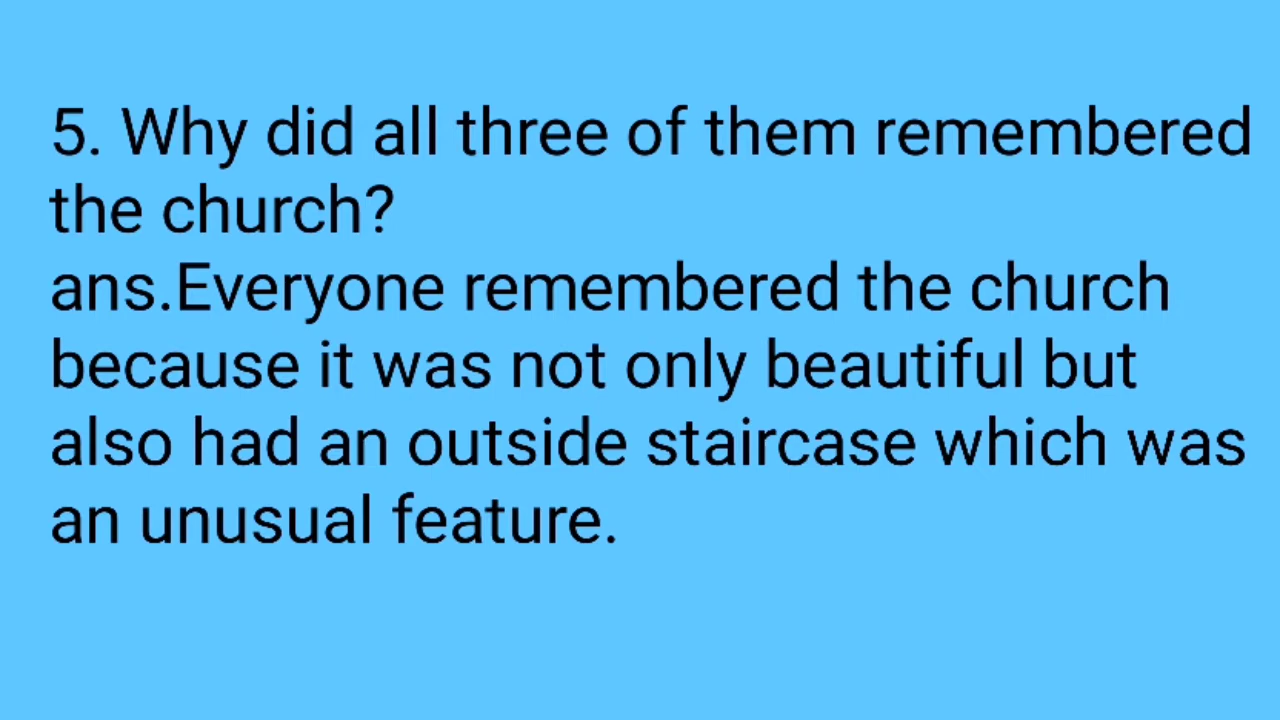 5. Why did all three of them remembered
the church?
ans.Everyone remembered the church
because it was not only beautiful but
also had an outside staircase which was
an unusual feature.